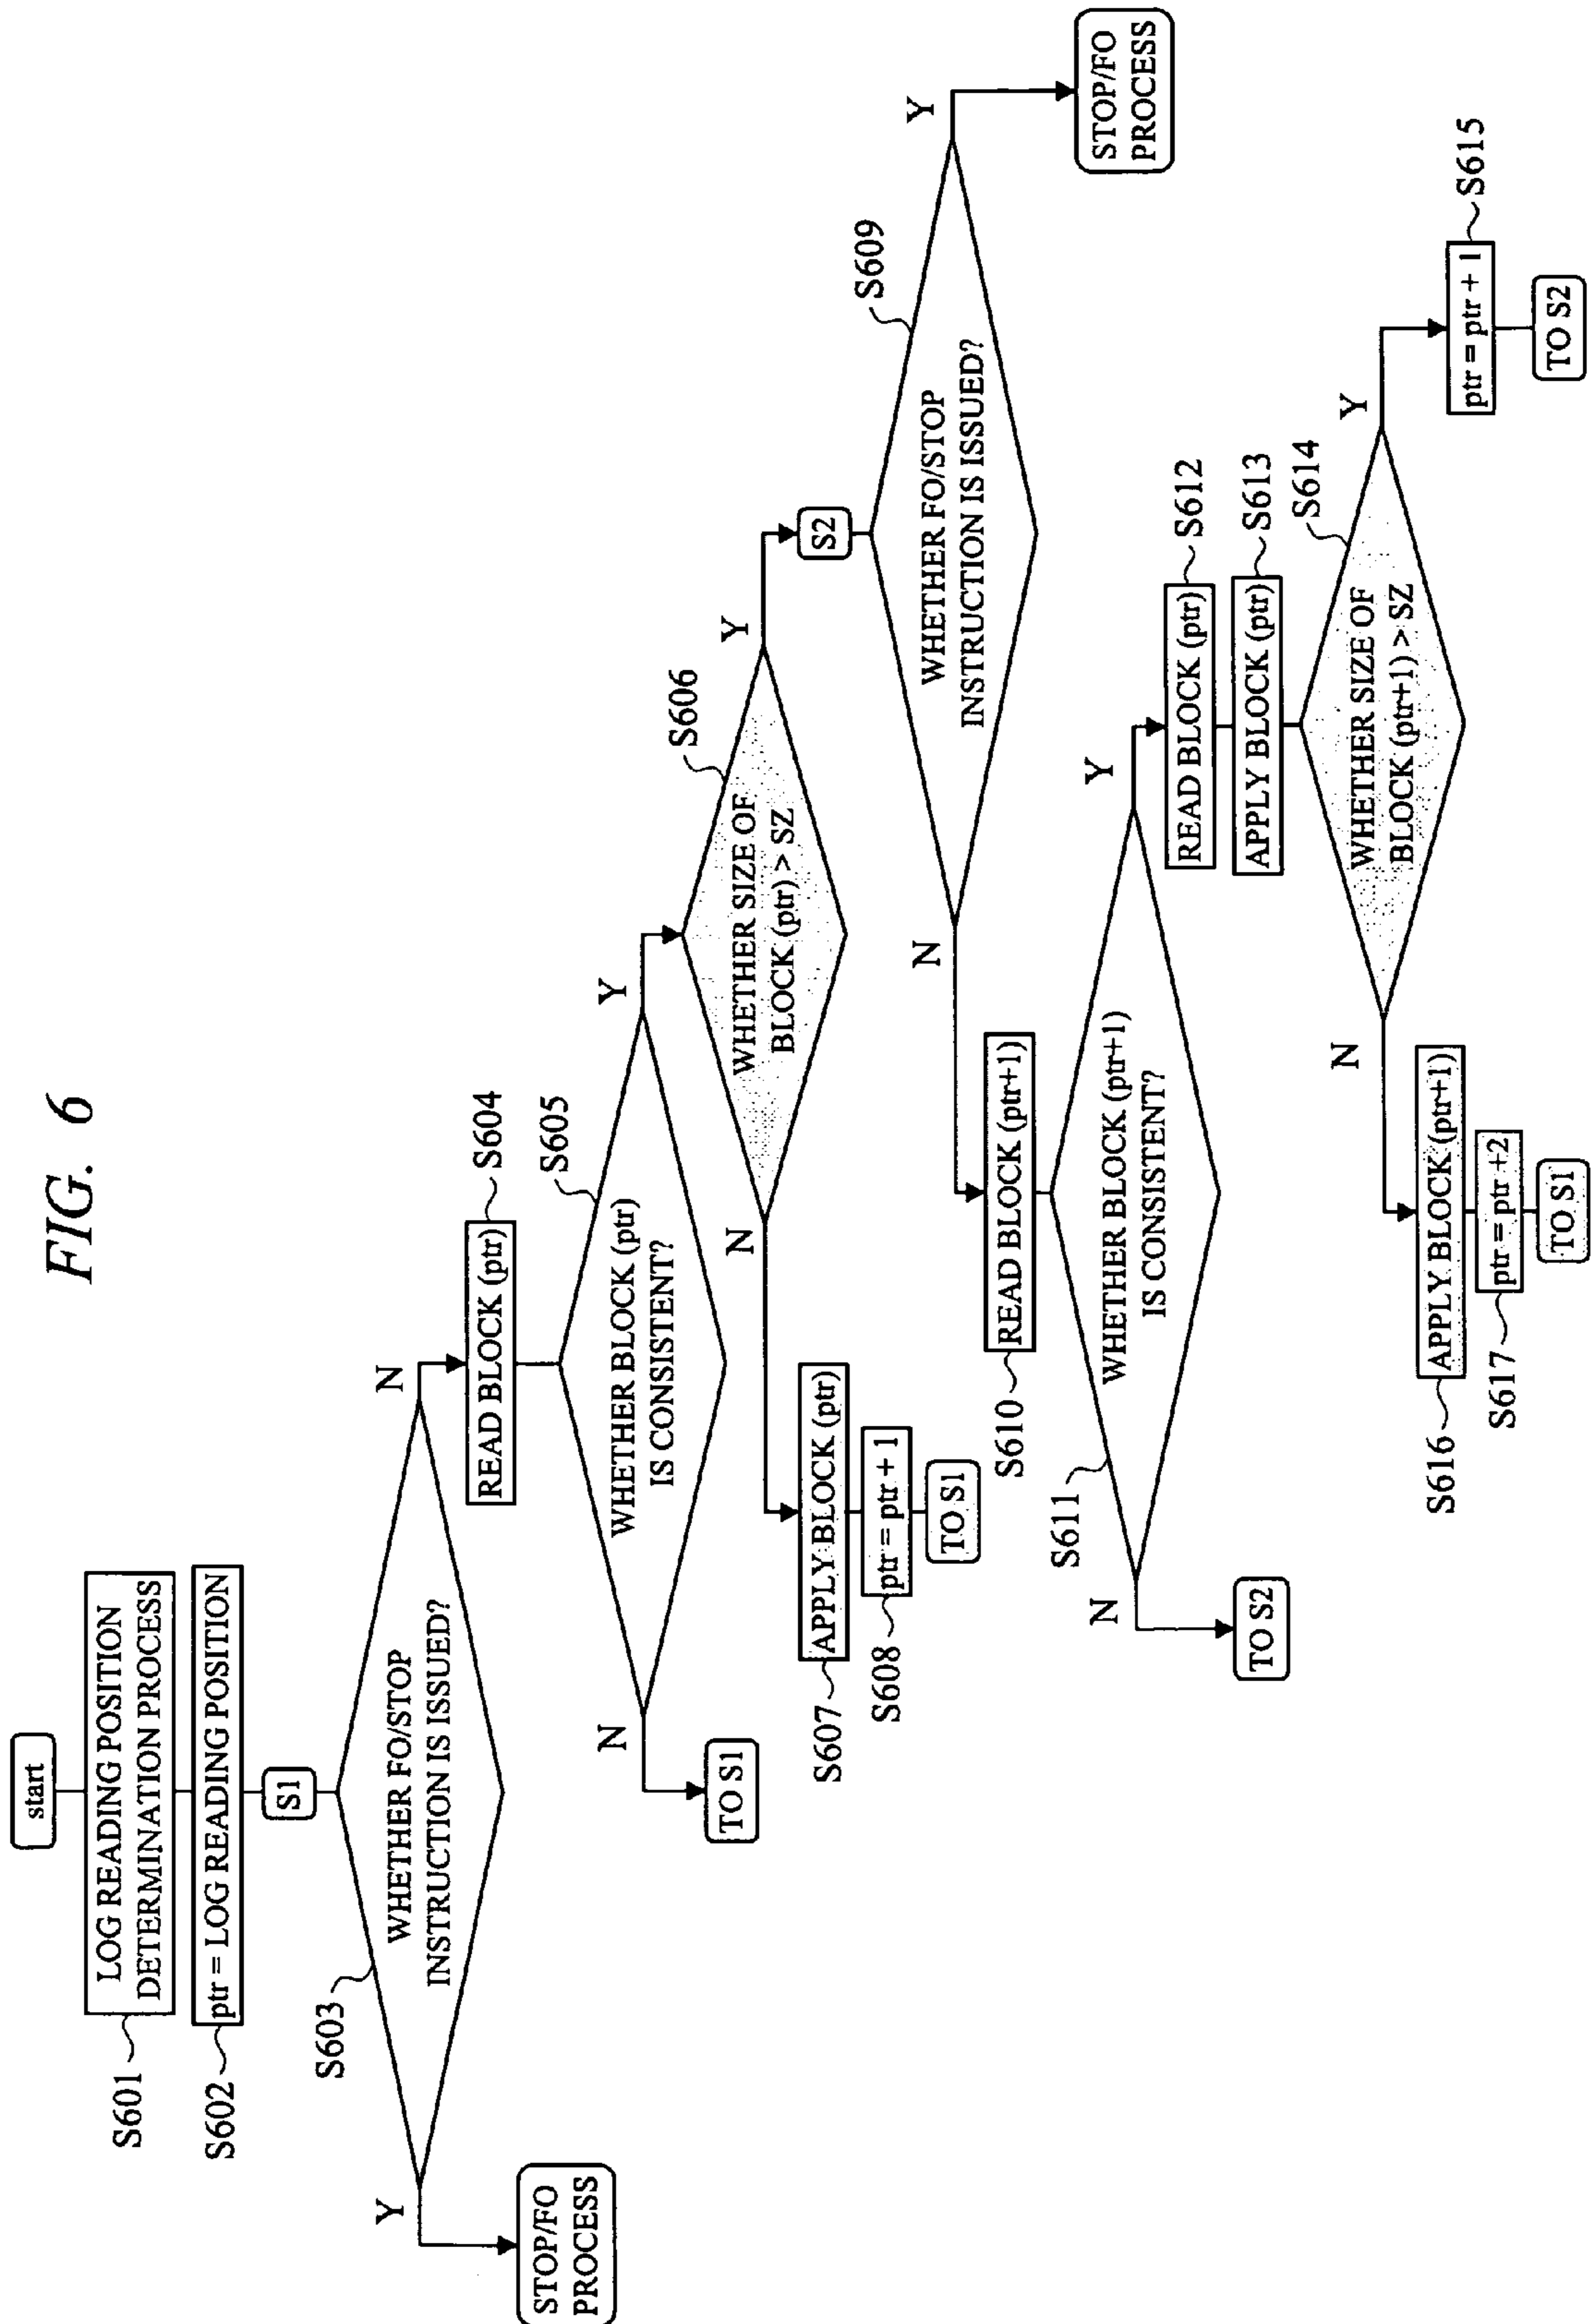 FIG. 6
start
LOG READING POSITION
DETERMINATION PROCESS
S601
ptr = LOG READING POSITION
S602
S1
WHETHER FO/STOP
INSTRUCTION IS ISSUED?
S603
Y
N
STOP/FO
PROCESS
READ BLOCK (ptr)
S604
WHETHER BLOCK (ptr)
IS CONSISTENT?
S605
N
Y
TO S1
WHETHER SIZE OF
BLOCK (ptr) > SZ
S606
N
Y
APPLY BLOCK (ptr)
S607
ptr = ptr + 1
S608
TO S1
S2
WHETHER FO/STOP
INSTRUCTION IS ISSUED?
S609
N
Y
STOP/FO
PROCESS
READ BLOCK (ptr+1)
S610
WHETHER BLOCK (ptr+1)
IS CONSISTENT?
S611
N
Y
TO S2
READ BLOCK (ptr)
S612
APPLY BLOCK (ptr)
S613
WHETHER SIZE OF
BLOCK (ptr+1) > SZ
S614
N
Y
ptr = ptr + 1
S615
TO S2
APPLY BLOCK (ptr+1)
S616
ptr = ptr +2
S617
TO S1